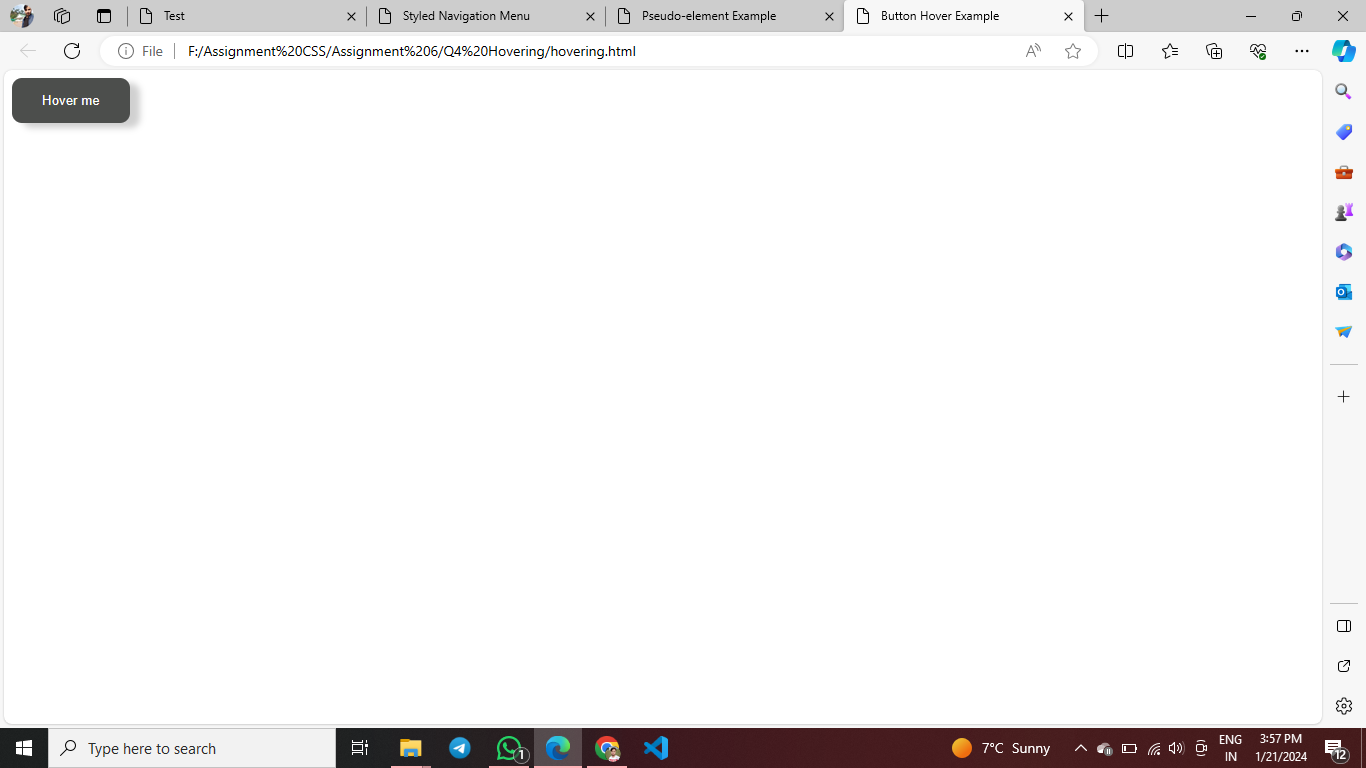 Test
Styled Navigation Menu
Pseudo-element Example
Button Hover Example
File
F:/Assignment%20CSS/Assignment%206/Q4%20Hovering/hovering.html
Hover me
Type here to search
1
7°C Sunny
ENG
IN
3:57 PM
1/21/2024
12